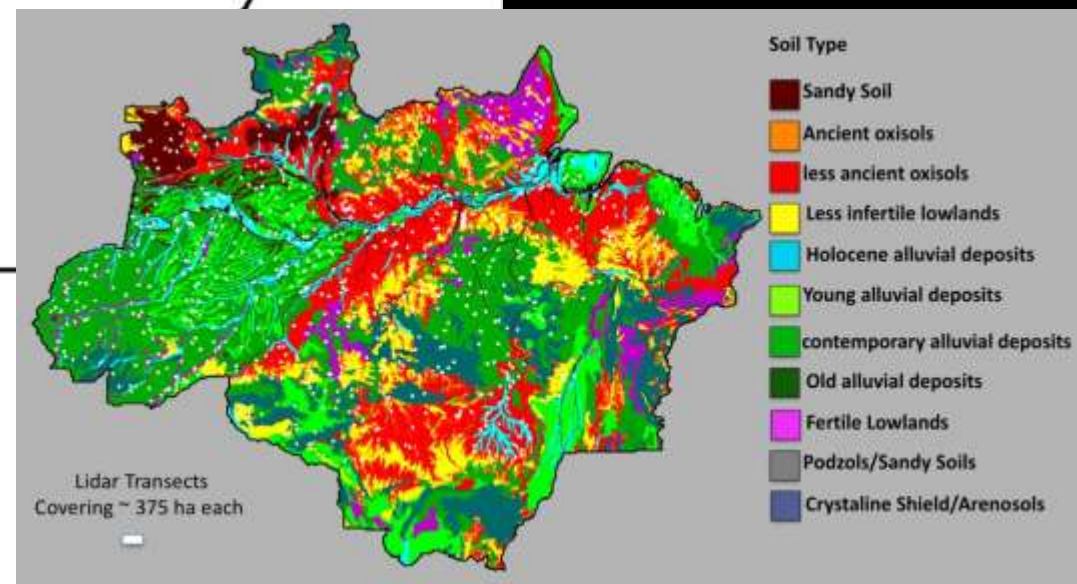 Soil Type
Sandy Soil
Ancient oxisols
less ancient oxisols
Less infertile lowlands
Holocene alluvial deposits
Young alluvial deposits
contemporary alluvial deposits
Old alluvial deposits
Fertile Lowlands
Podzols/Sandy Soils
Crystaline Shield/Arenosols
Lidar Transects
Covering ~ 375 ha each